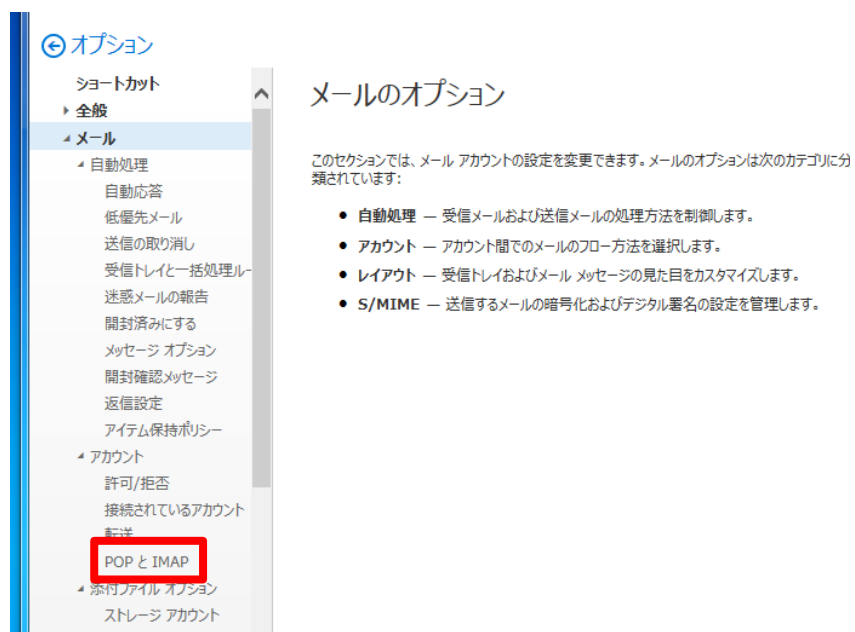 オプション
ショートカット
全般
メール
自動処理
自動応答
低優先メール
送信の取り消し
受信トレイと一括処理ルー
迷惑メールの報告
開封済みにする
メッセージ オプション
開封確認メッセージ
返信設定
アイテム保持ポリシー
アカウント
許可/拒否
接続されているアカウント
転送
POP と IMAP
添付ファイル オプション
ストレージ アカウント
メールのオプション
このセクションでは、メール アカウントの設定を変更できます。メールのオプションは次のカテゴリに分
類されています:
● 自動処理 — 受信メールおよび送信メールの処理方法を制御します。
● アカウント — アカウント間でのメールのフロー方法を選択します。
● レイアウト — 受信トレイおよびメール メッセージの見た目をカスタマイズします。
● S/MIME — 送信するメールの暗号化およびデジタル署名の設定を管理します。